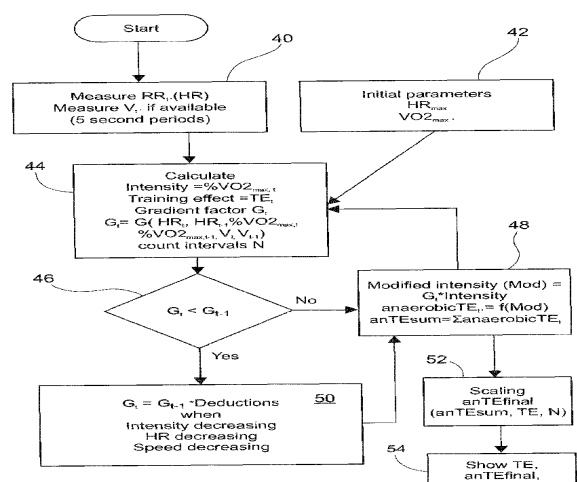 Start
40
42
Measure RRᵢ.(HR)
Measure Vᵢ. if available
(5 second periods)
Initial parameters
HRmax
VO2max.
44
Calculate
Intensity =%VO2max, t
Training effect =TEt
Gradient factor Gt
Gt= G( HRt, HRt-1,%VO2max,t
%VO2max,t-1, Vt, Vt-1)
count intervals N
46
Gt < Gt-1
No
Yes
48
Modified intensity (Mod) =
Gt*Intensity
anaerobicTEt.= f(Mod)
anTEsum=ΣanaerobicTEt
50
Gt = Gt-1 *Deductions
when
Intensity decreasing
HR decreasing
Speed decreasing
52
Scaling
anTEfinal
(anTEsum, TE, N)
54
Show TE,
anTEfinal,